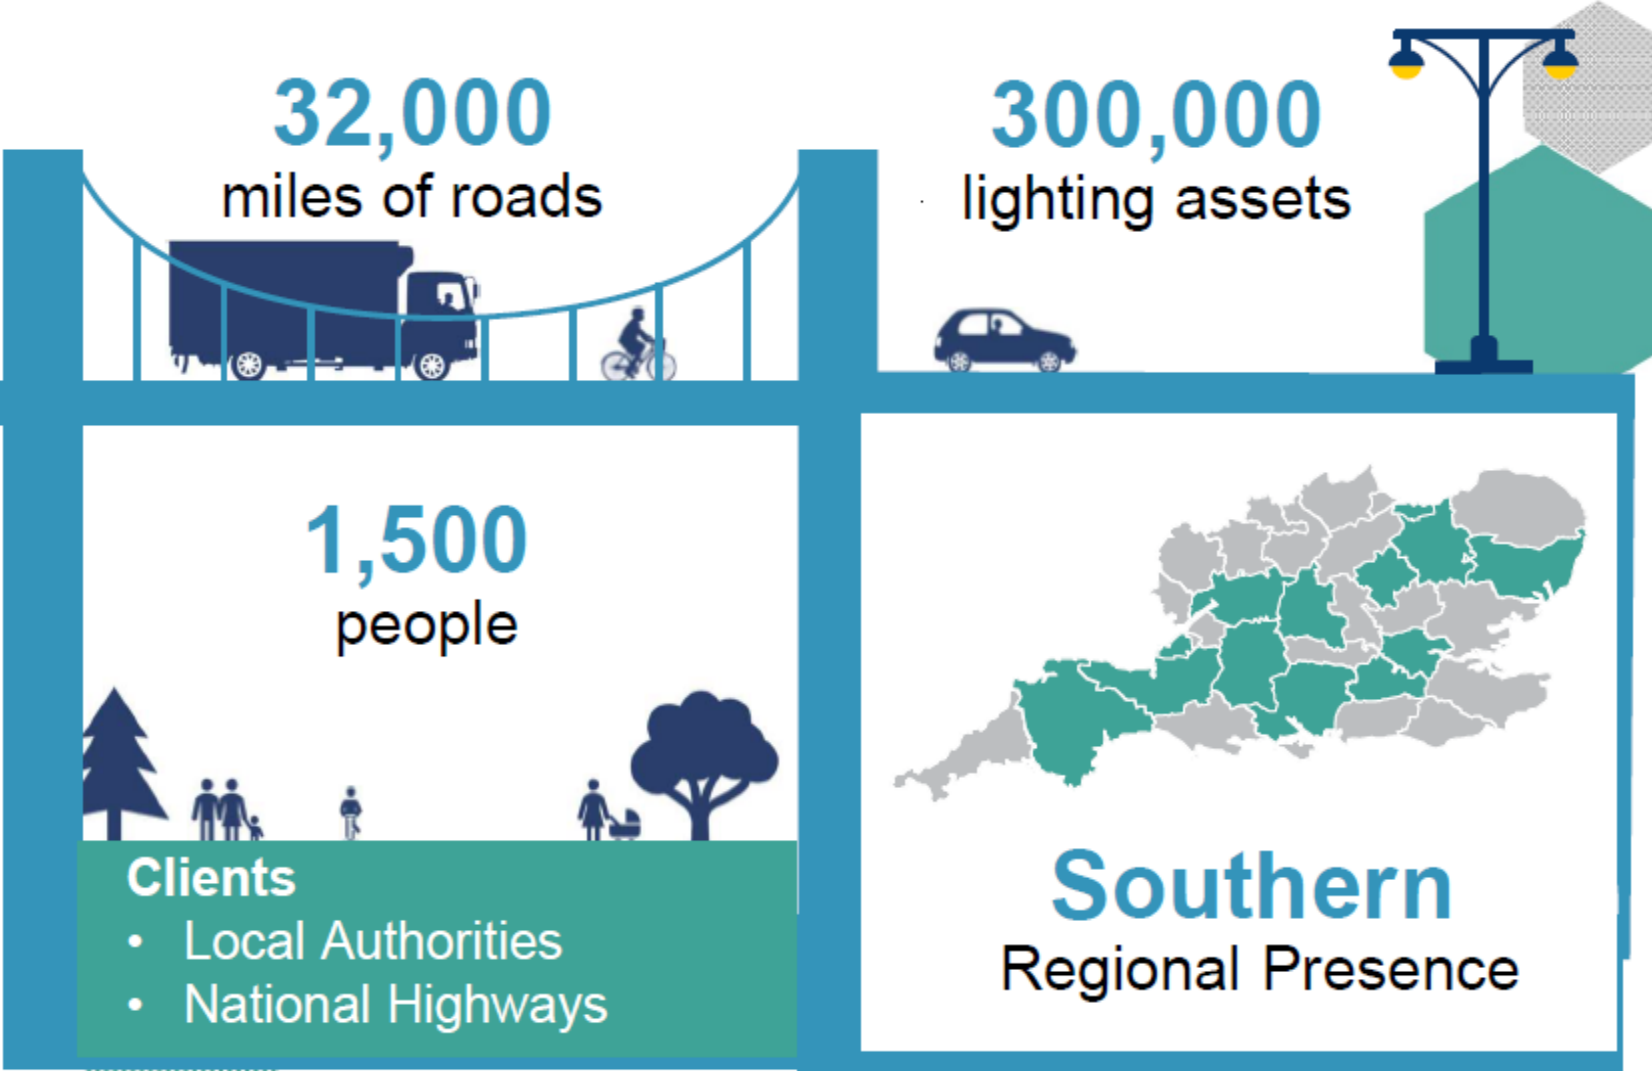 32,000
miles of roads
300,000
lighting assets
1,500
people
Clients
• Local Authorities
• National Highways
Southern
Regional Presence